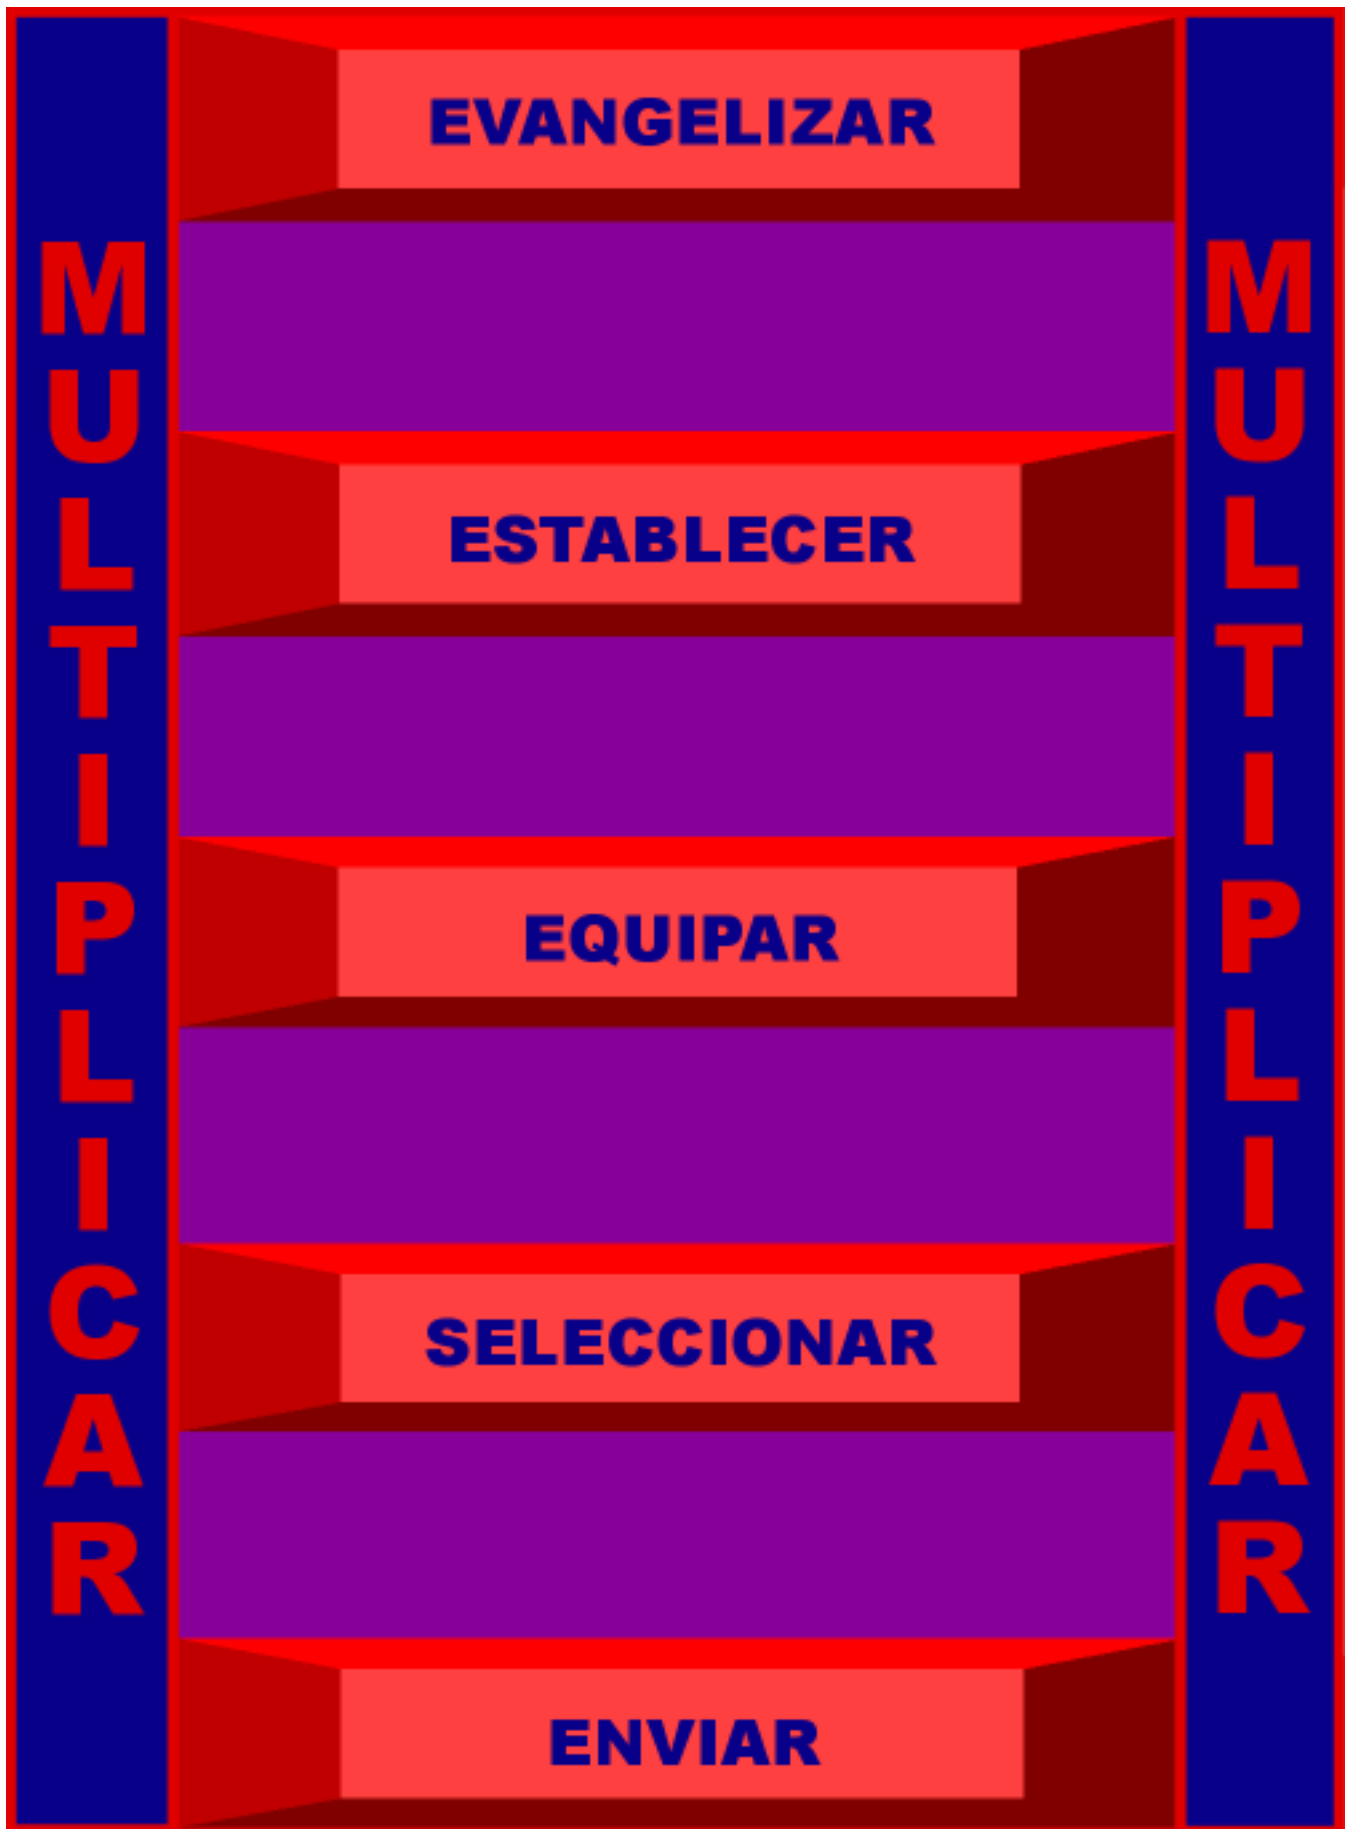 MULTIPLICAR
EVANGELIZAR
ESTABLECER
EQUIPAR
SELECCIONAR
ENVIAR
MULTIPLICAR